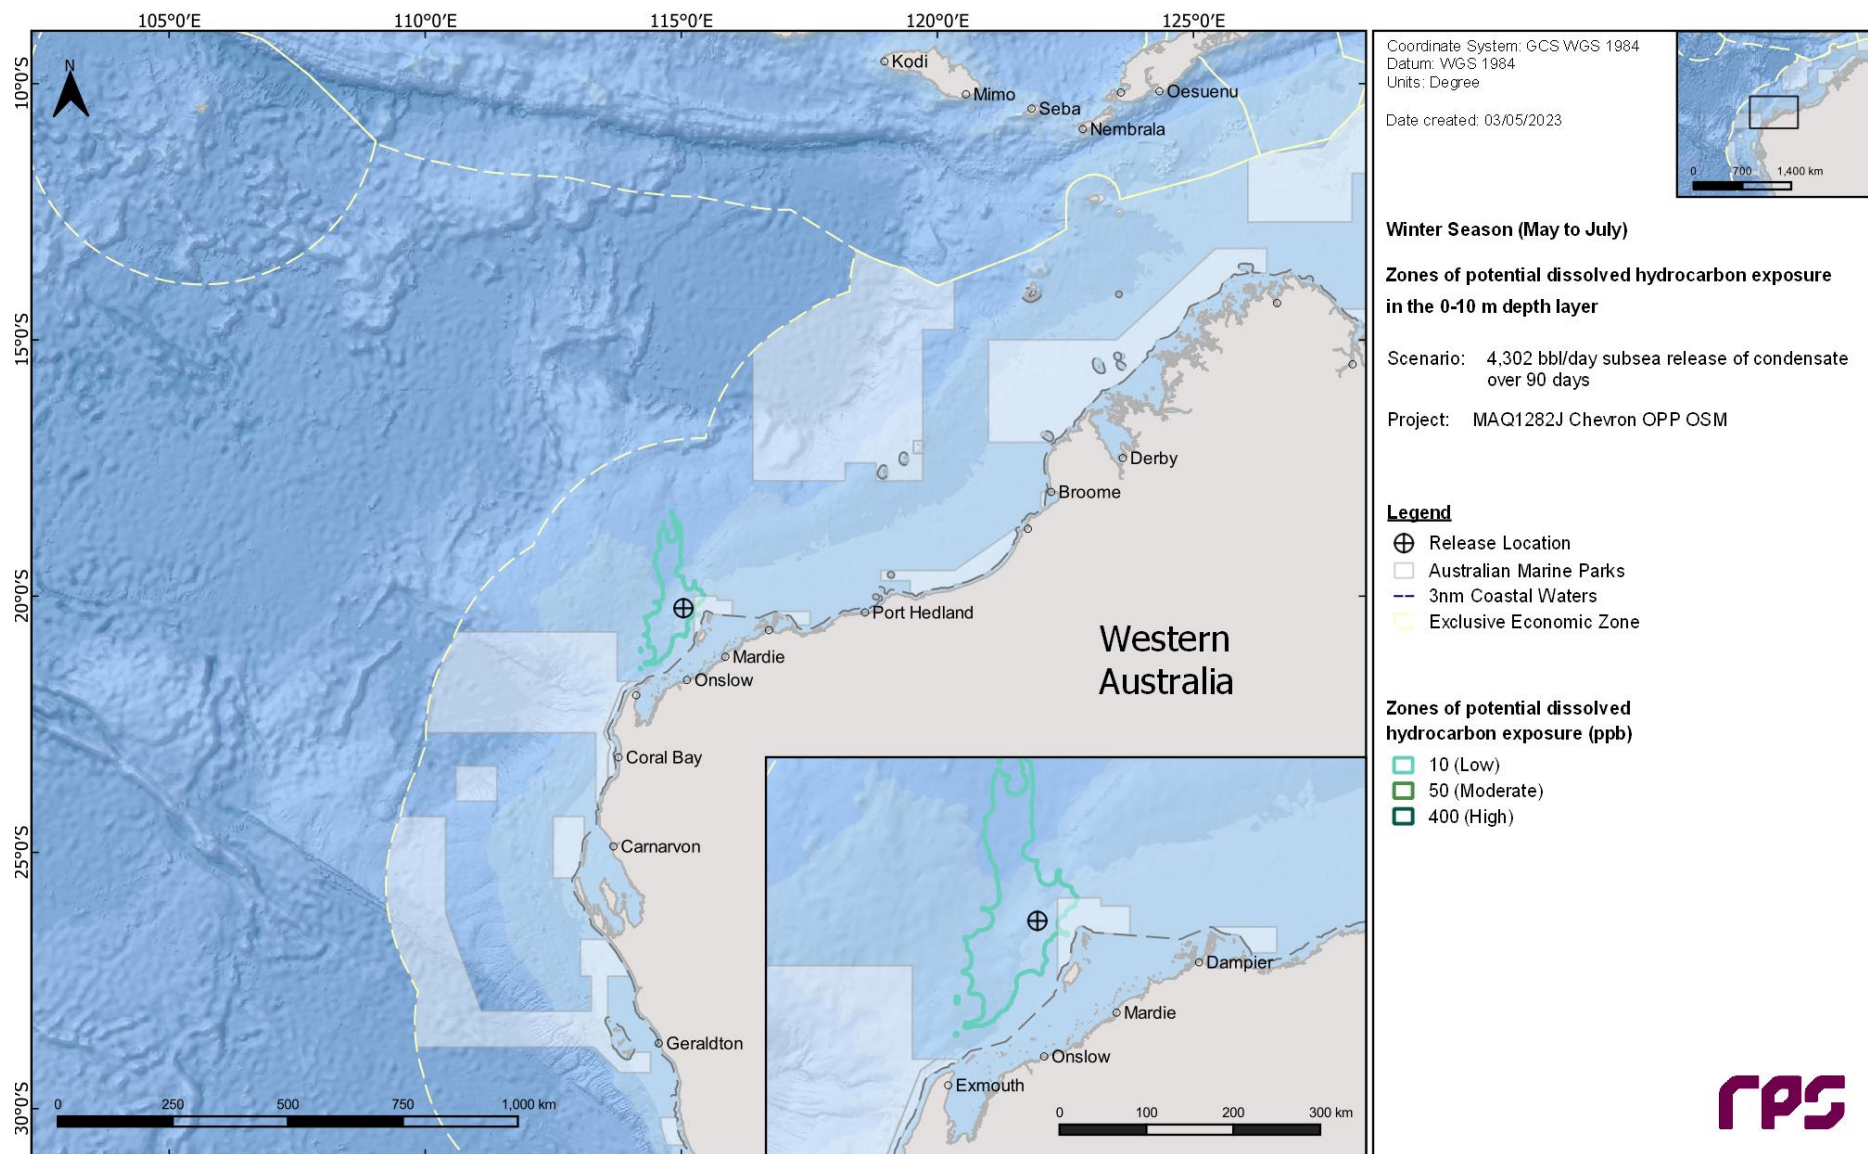 105°0'E 110°0'E 115°0'E 120°0'E 125°0'E
10°0'S
15°0'S
20°0'S
25°0'S
30°0'S
N
Kodi
Mimo
Seba
Oesuenu
Nembrala
Derby
Broome
Port Hedland
Mardie
Onslow
Western
Australia
Coral Bay
Carnarvon
Geraldton
0 250 500 750 1,000 km
Dampier
Mardie
Onslow
Exmouth
0 100 200 300 km
Coordinate System: GCS WGS 1984
Datum: WGS 1984
Units: Degree
Date created: 03/05/2023
0 700 1,400 km
Winter Season (May to July)
Zones of potential dissolved hydrocarbon exposure
in the 0-10 m depth layer
Scenario: 4,302 bbl/day subsea release of condensate
over 90 days
Project: MAQ1282J Chevron OPP OSM
Legend
Release Location
Australian Marine Parks
3nm Coastal Waters
Exclusive Economic Zone
Zones of potential dissolved
hydrocarbon exposure (ppb)
10 (Low)
50 (Moderate)
400 (High)
rps